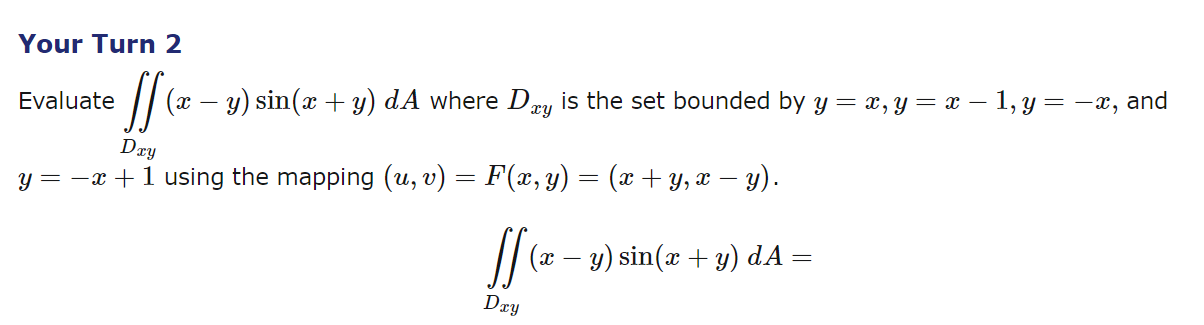 Your Turn 2
Evaluate ∬_{D_{xy}} (x − y) sin(x + y) dA where D_{xy} is the set bounded by y = x, y = x − 1, y = −x, and
y = −x + 1 using the mapping (u, v) = F(x, y) = (x + y, x − y).
∬_{D_{xy}} (x − y) sin(x + y) dA =